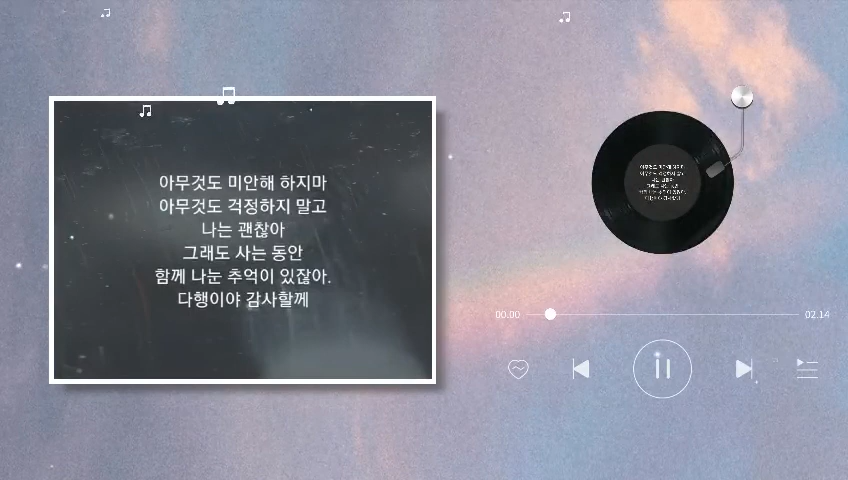 아무것도 미안해 하지마
아무것도 걱정하지 말고
나는 괜찮아
그래도 사는 동안
함께 나눈 추억이 있잖아.
다행이야 감사할께
00.00
02.14